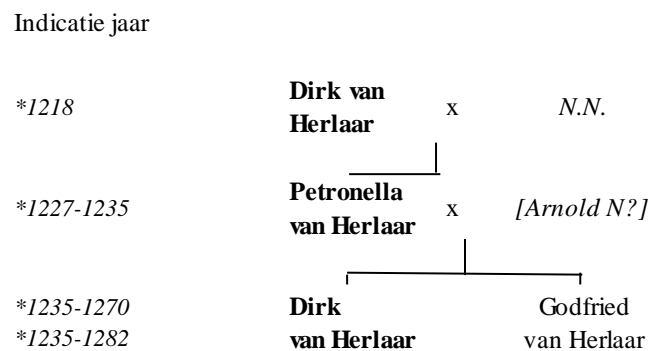 Indicatie jaar
*1218 Dirk van Herlaar x N.N.
*1227-1235 Petronella van Herlaar x [Arnold N?]
*1235-1270 Dirk Godfried
*1235-1282 van Herlaar van Herlaar